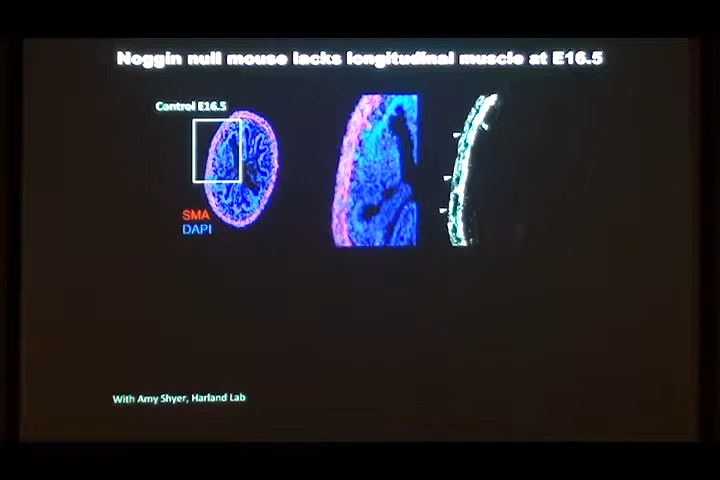 Noggin null mouse lacks longitudinal muscle at E16.5
Control E16.5
SMA
DAPI
With Amy Shyer, Harland Lab